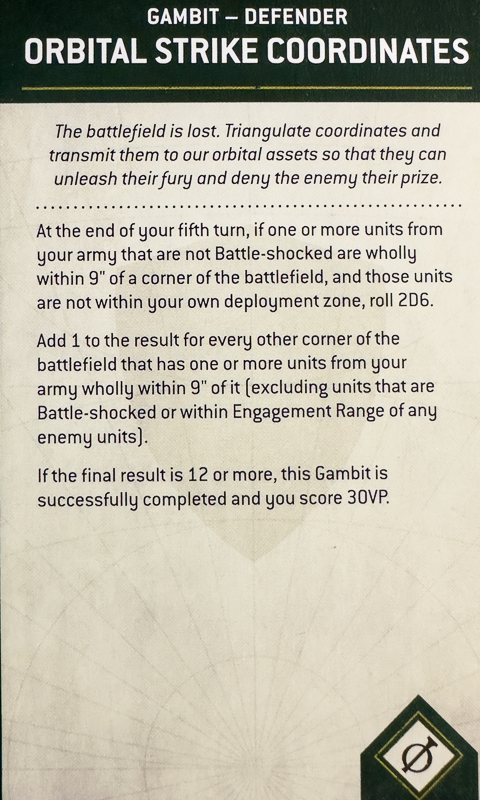 GAMBIT – DEFENDER
ORBITAL STRIKE COORDINATES
The battlefield is lost. Triangulate coordinates and
transmit them to our orbital assets so that they can
unleash their fury and deny the enemy their prize.
At the end of your fifth turn, if one or more units from
your army that are not Battle-shocked are wholly
within 9" of a corner of the battlefield, and those units
are not within your own deployment zone, roll 2D6.
Add 1 to the result for every other corner of the
battlefield that has one or more units from your
army wholly within 9" of it (excluding units that are
Battle-shocked or within Engagement Range of any
enemy units).
If the final result is 12 or more, this Gambit is
successfully completed and you score 30VP.